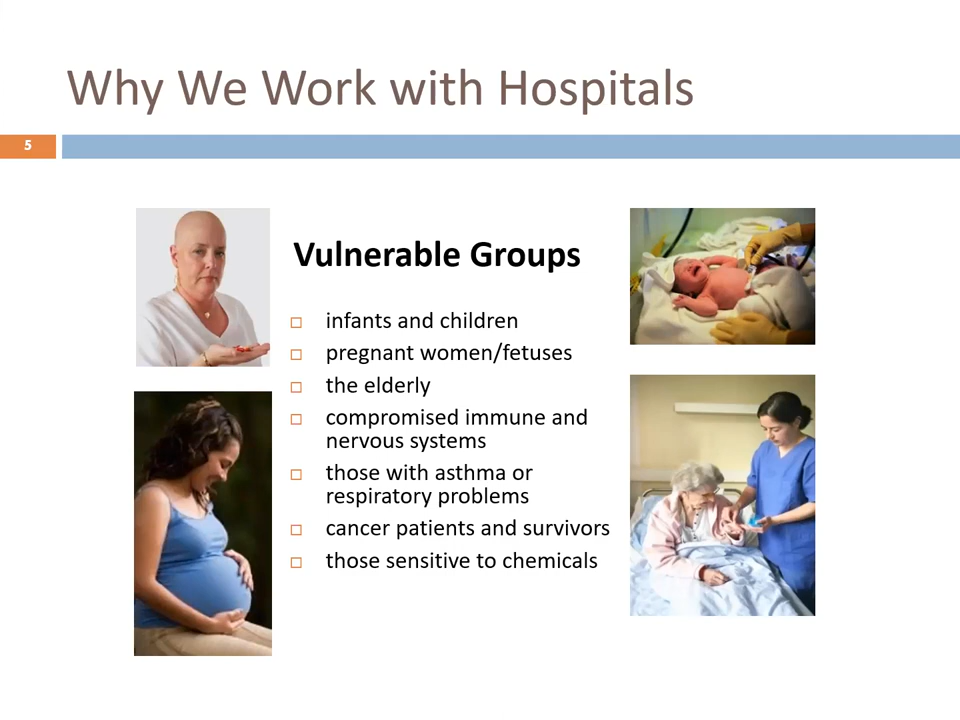 Why We Work with Hospitals
5
Vulnerable Groups
infants and children
pregnant women/fetuses
the elderly
compromised immune and
nervous systems
those with asthma or
respiratory problems
cancer patients and survivors
those sensitive to chemicals